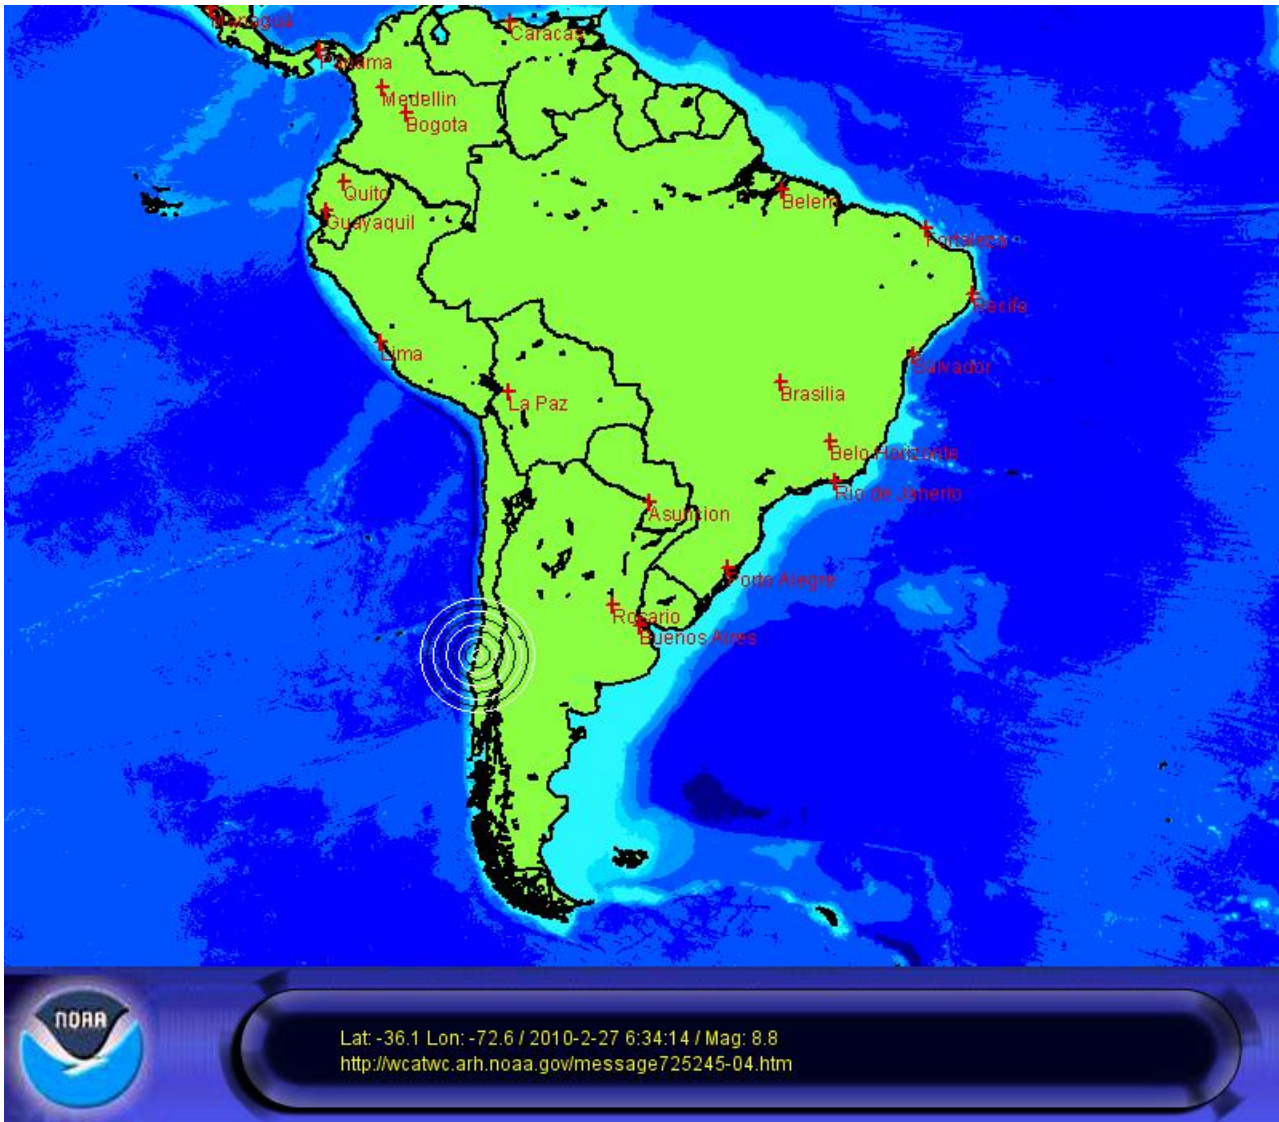 Managua
Caracas
Panama
Medellin
Bogota
Quito
Guayaquil
Belem
Fortaleza
Recife
Lima
Salvador
La Paz
Brasilia
Belo Horizonte
Rio de Janerio
Asuncion
Porto Alegre
Rosario
Buenos Aires
NOAA
Lat: -36.1 Lon: -72.6 / 2010-2-27 6:34:14 / Mag: 8.8
http://wcatwc.arh.noaa.gov/message725245-04.htm